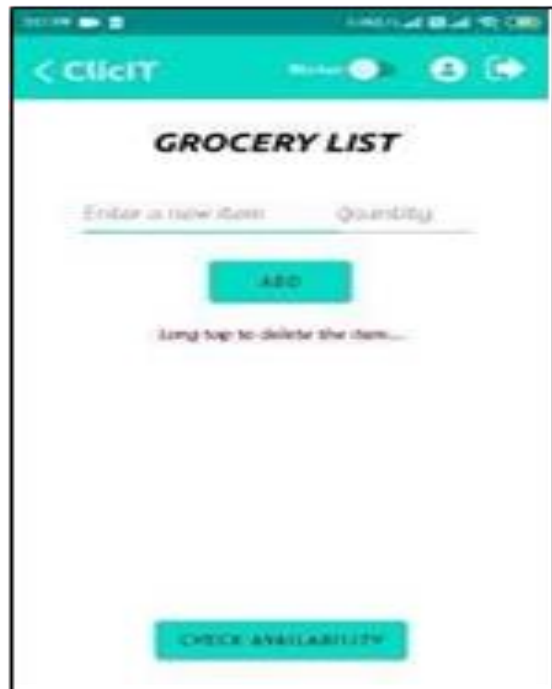 < ClicIT
GROCERY LIST
Enter a new item Quantity
ADD
Long tap to delete the item...
CHECK AVAILABILITY